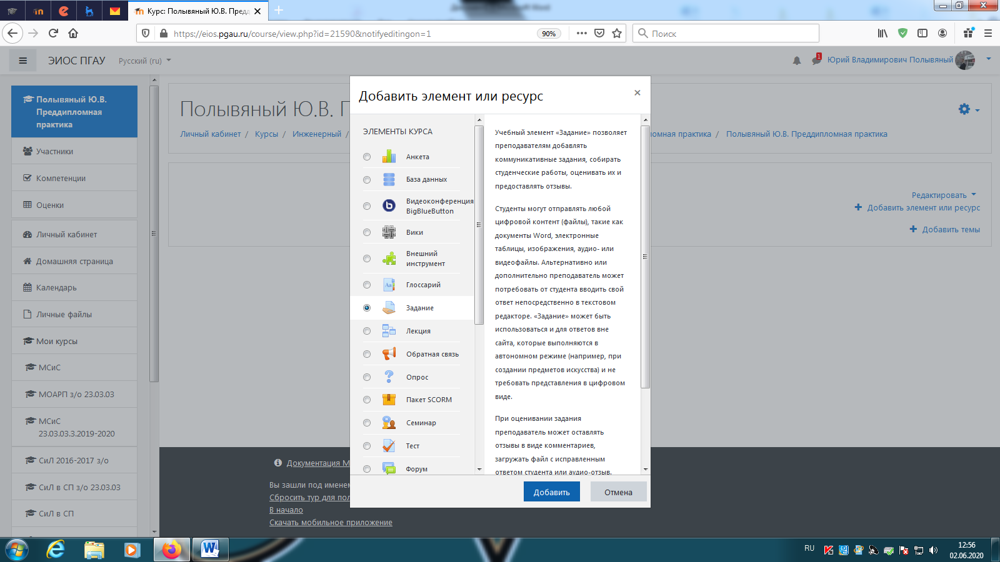 Курс: Полывяный Ю.В. Предд
https://eios.pgau.ru/course/view.php?id=21590&notifyeditingon=1
90%
Поиск
ЭИОС ПГАУ
Русский (ru)
1
Юрий Владимирович Полывяный
Полывяный Ю.В.
Преддипломная
практика
Участники
Компетенции
Оценки
Личный кабинет
Домашняя страница
Календарь
Личные файлы
Мои курсы
МСиС
МОАРП з/о 23.03.03
МСиС
23.03.03.3.2019-2020
СиЛ 2016-2017 з/о
СиЛ в СП з/о 23.03.03
СиЛ в СП
Полывяный Ю.В. П
Личный кабинет / Курсы / Инженерный /
мная практика / Полывяный Ю.В. Преддипломная практика
Редактировать
Добавить элемент или ресурс
Добавить темы
Добавить элемент или ресурс
×
ЭЛЕМЕНТЫ КУРСА
Анкета
База данных
Видеоконференция
BigBlueButton
Вики
Внешний
инструмент
Глоссарий
Задание
Лекция
Обратная связь
Опрос
Пакет SCORM
Семинар
Тест
Форум
Учебный элемент «Задание» позволяет
преподавателям добавлять
коммуникативные задания, собирать
студенческие работы, оценивать их и
предоставлять отзывы.
Студенты могут отправлять любой
цифровой контент (файлы), такие как
документы Word, электронные
таблицы, изображения, аудио- или
видеофайлы. Альтернативно или
дополнительно преподаватель может
потребовать от студента вводить свой
ответ непосредственно в текстовом
редакторе. «Задание» может быть
использоваться и для ответов вне
сайта, которые выполняются в
автономном режиме (например, при
создании предметов искусства) и не
требовать представления в цифровом
виде.
При оценивании задания
преподаватель может оставлять
отзывы в виде комментариев,
загружать файл с исправленным
ответом студента или аудио-отзыв.
Добавить
Отмена
Документация M
Вы зашли под именем
Сбросить тур для пол
В начало
Скачать мобильное приложение
RU
12:56
02.06.2020